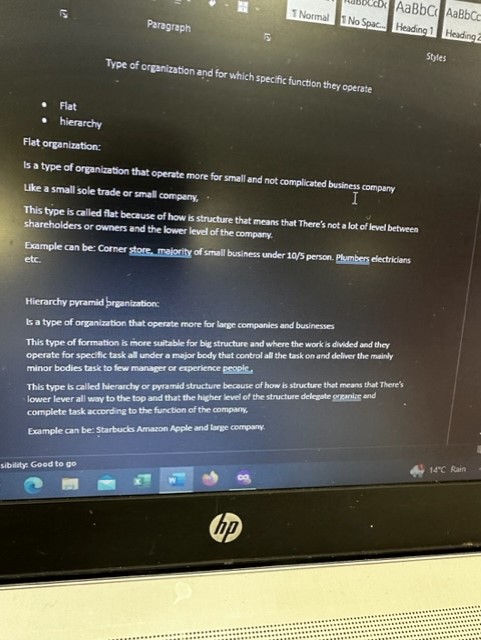 AaBbCcDc
AaBbC
AaBbCc
¶ Normal
¶ No Spac...
Heading 1
Heading 2
Paragraph
Styles
Type of organization and for which specific function they operate
• Flat
• hierarchy
Flat organization:
Is a type of organization that operate more for small and not complicated business company
Like a small sole trade or small company,
This type is called flat because of how is structure that means that There's not a lot of level between
shareholders or owners and the lower level of the company.
Example can be: Corner store, majority of small business under 10/5 person. Plumbers electricians
etc.
Hierarchy pyramid organization:
Is a type of organization that operate more for large companies and businesses
This type of formation is more suitable for big structure and where the work is divided and they
operate for specific task all under a major body that control all the task on and deliver the mainly
minor bodies task to few manager or experience people,
This type is called hierarchy or pyramid structure because of how is structure that means that There's
lower lever all way to the top and that the higher level of the structure delegate organize and
complete task according to the function of the company,
Example can be: Starbucks Amazon Apple and large company.
sibility: Good to go
14°C Rain
hp